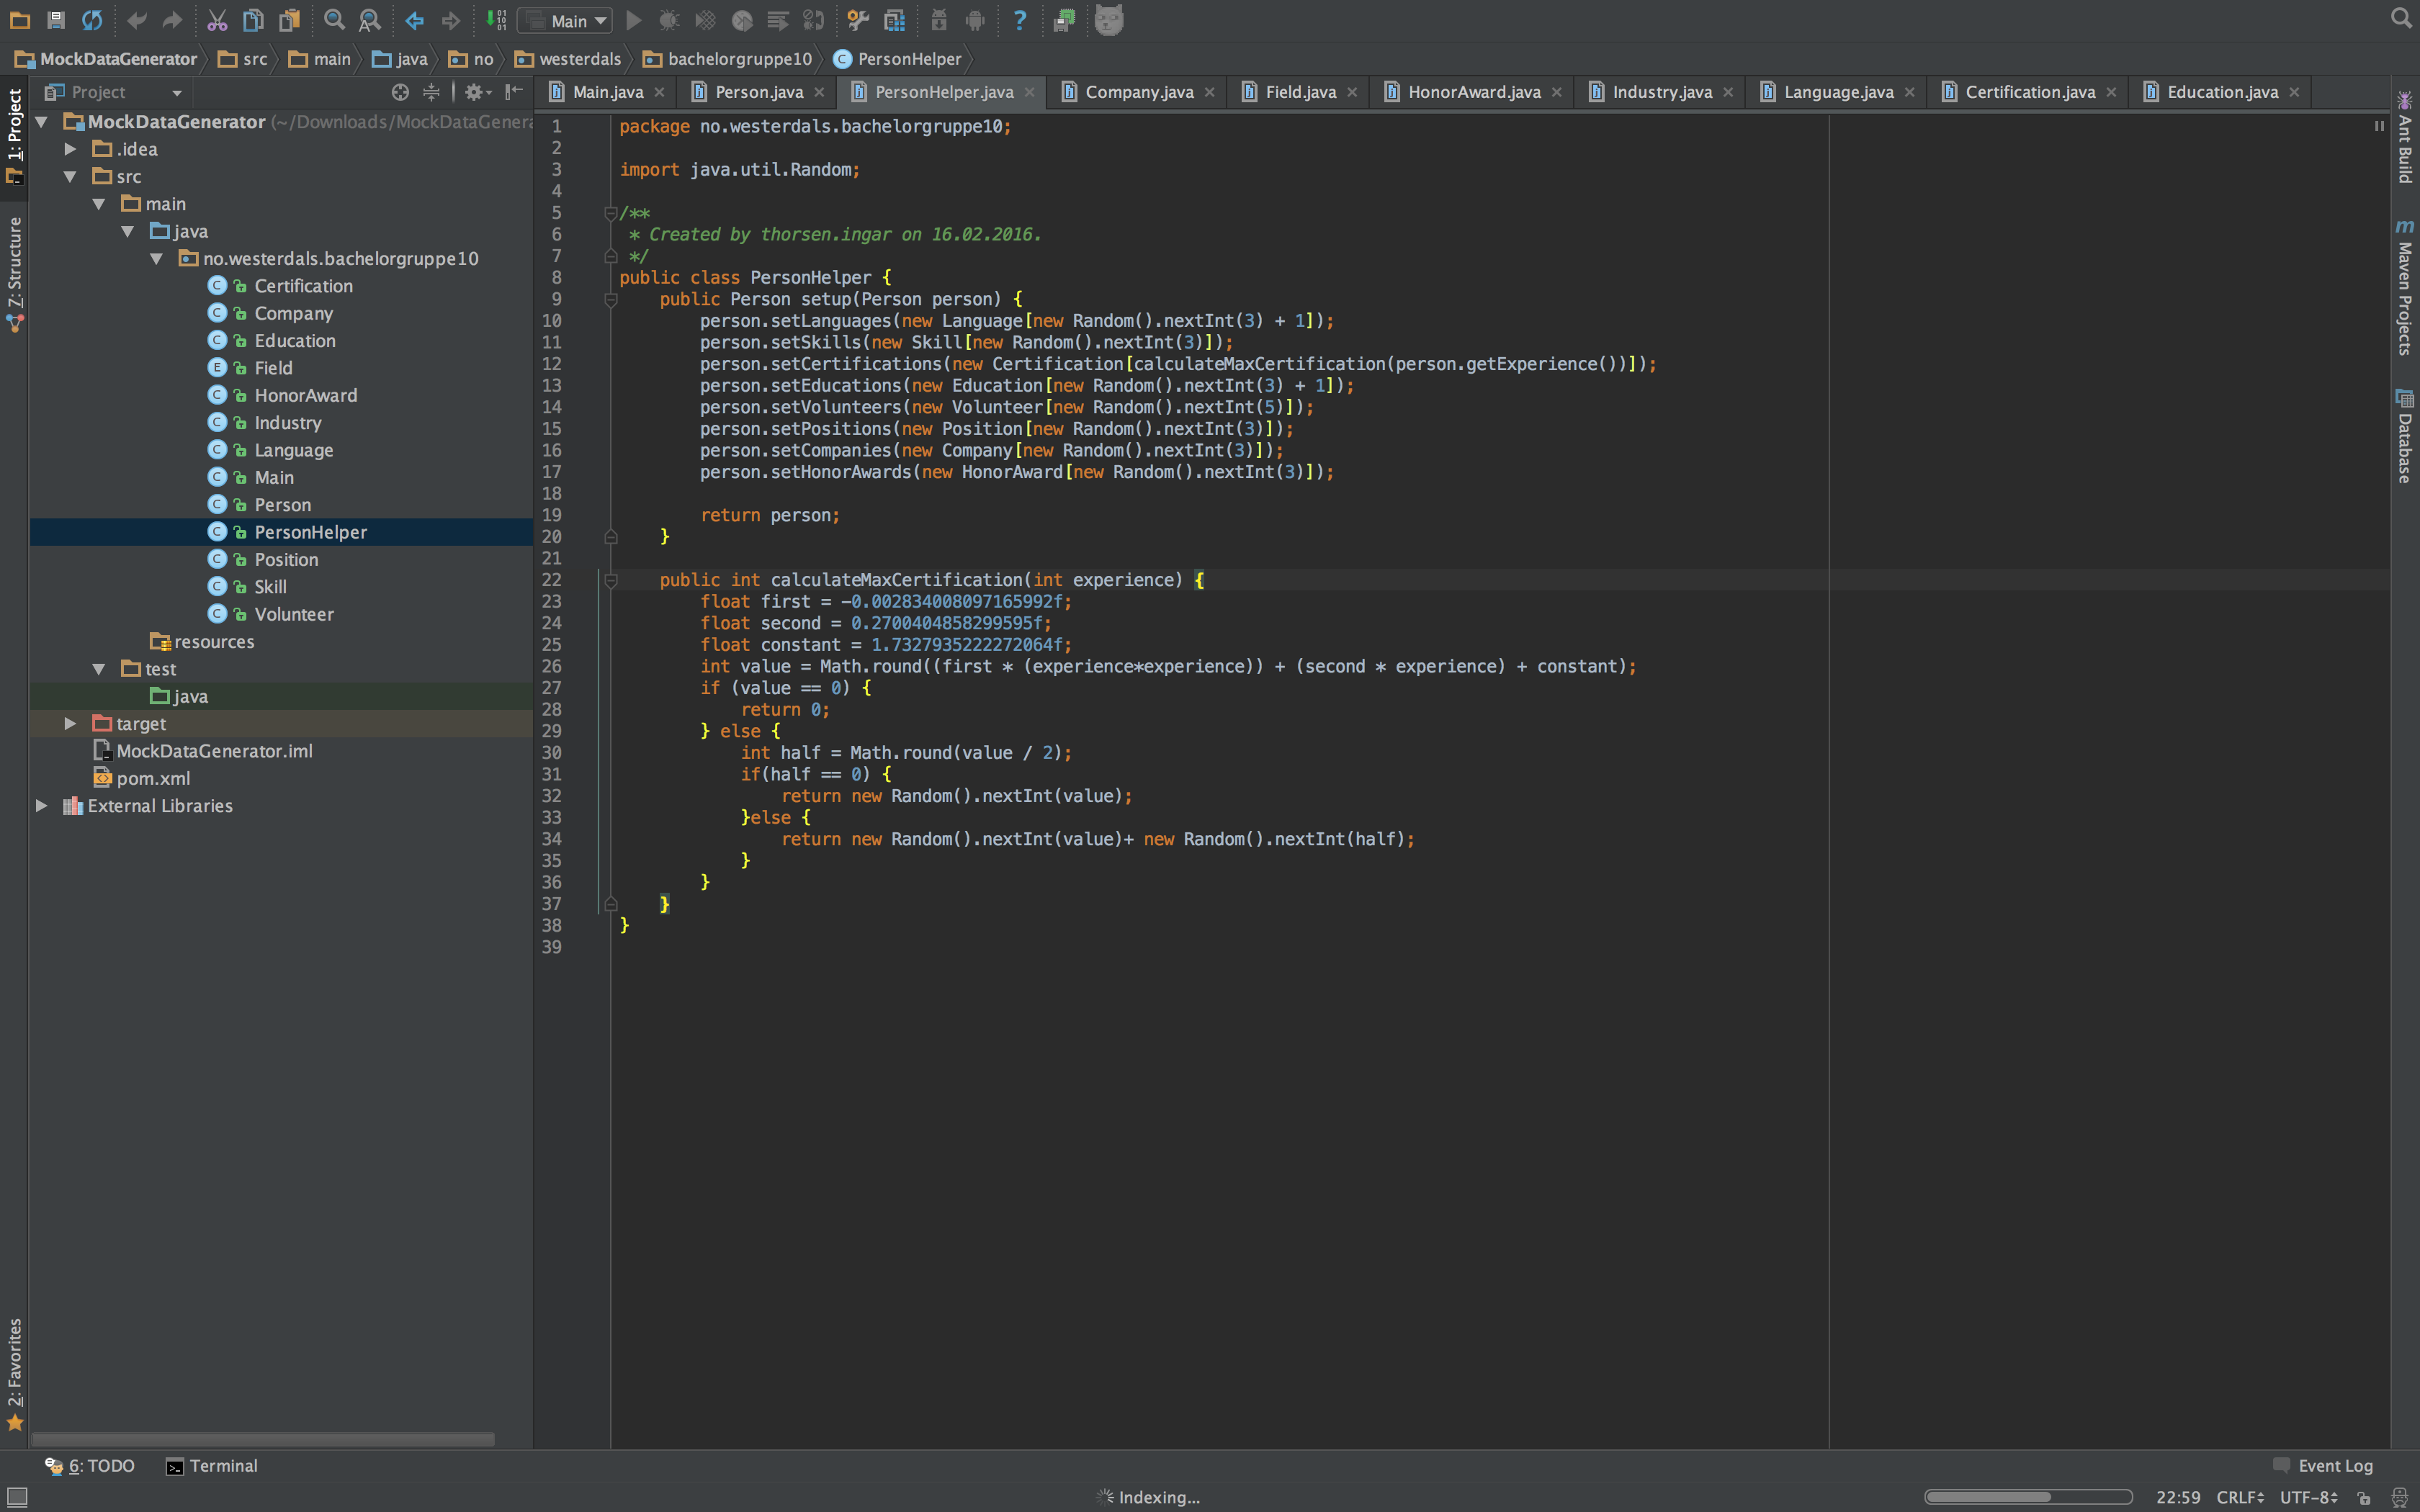 Main
MockDataGenerator src main java no westerdals bachelorgruppe10 PersonHelper
Project
Main.java Person.java PersonHelper.java Company.java Field.java HonorAward.java Industry.java Language.java Certification.java Education.java
1: Project
7: Structure
2: Favorites
MockDataGenerator (~/Downloads/MockDataGenera
.idea
src
main
java
no.westerdals.bachelorgruppe10
Certification
Company
Education
Field
HonorAward
Industry
Language
Main
Person
PersonHelper
Position
Skill
Volunteer
resources
test
java
target
MockDataGenerator.iml
pom.xml
External Libraries
1 package no.westerdals.bachelorgruppe10;
2
3 import java.util.Random;
4
5 /**
6 * Created by thorsen.ingar on 16.02.2016.
7 */
8 public class PersonHelper {
9 public Person setup(Person person) {
10 person.setLanguages(new Language[new Random().nextInt(3) + 1]);
11 person.setSkills(new Skill[new Random().nextInt(3)]);
12 person.setCertifications(new Certification[calculateMaxCertification(person.getExperience())]);
13 person.setEducations(new Education[new Random().nextInt(3) + 1]);
14 person.setVolunteers(new Volunteer[new Random().nextInt(5)]);
15 person.setPositions(new Position[new Random().nextInt(3)]);
16 person.setCompanies(new Company[new Random().nextInt(3)]);
17 person.setHonorAwards(new HonorAward[new Random().nextInt(3)]);
18
19 return person;
20 }
21
22 public int calculateMaxCertification(int experience) {
23 float first = -0.002834008097165992f;
24 float second = 0.2700404858299595f;
25 float constant = 1.7327935222272064f;
26 int value = Math.round((first * (experience*experience)) + (second * experience) + constant);
27 if (value == 0) {
28 return 0;
29 } else {
30 int half = Math.round(value / 2);
31 if(half == 0) {
32 return new Random().nextInt(value);
33 }else {
34 return new Random().nextInt(value)+ new Random().nextInt(half);
35 }
36 }
37 }
38 }
39
Ant Build
m Maven Projects
Database
6: TODO Terminal Event Log
Indexing... 22:59 CRLF UTF-8